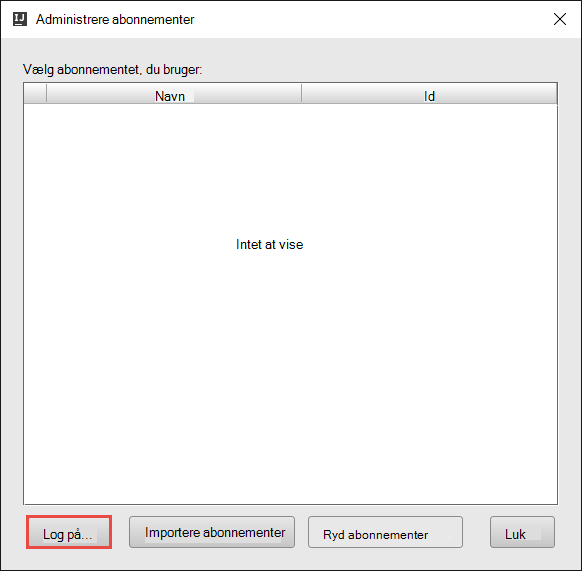 IJ Administrere abonnementer
Vælg abonnementet, du bruger:
Navn Id
Intet at vise
Log på... Importere abonnementer Ryd abonnementer Luk